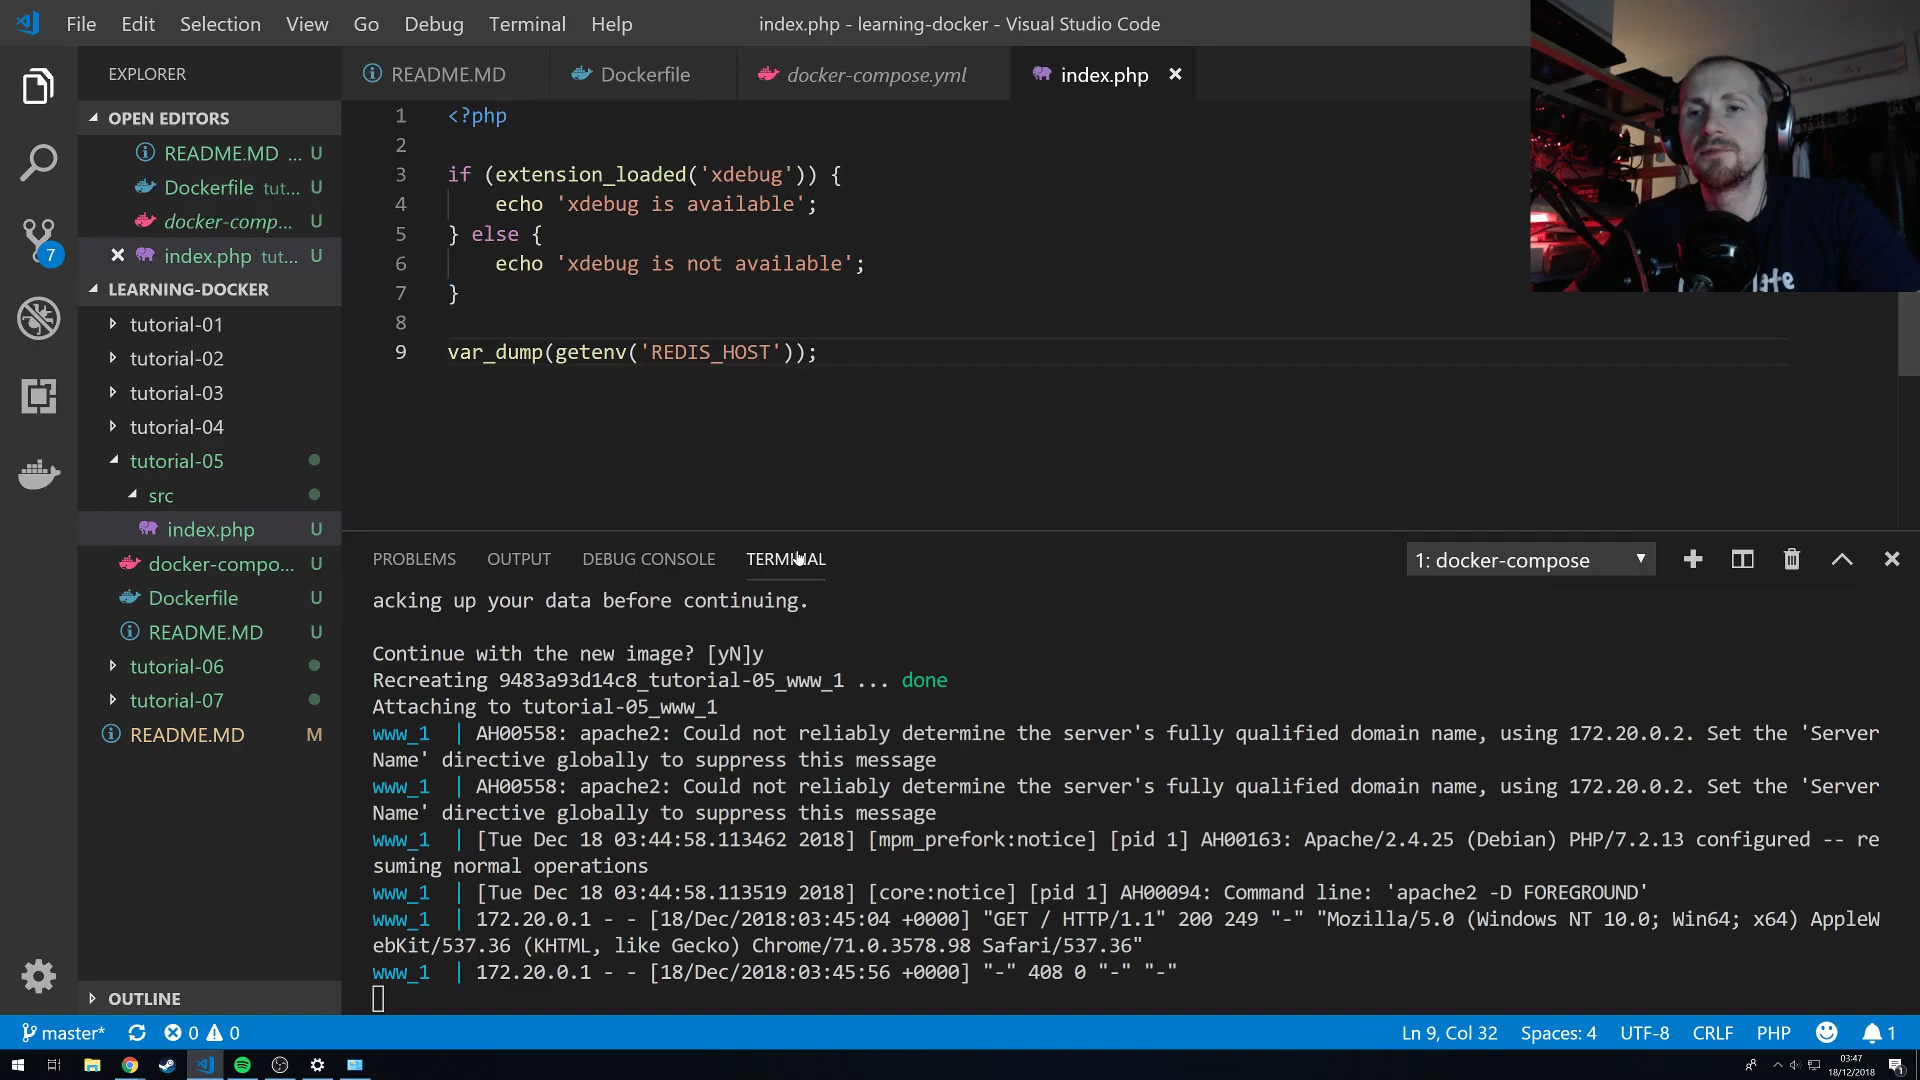 File Edit Selection View Go Debug Terminal Help
index.php - learning-docker - Visual Studio Code
EXPLORER
OPEN EDITORS
README.MD ... U
Dockerfile tut... U
docker-comp... U
index.php tut... U
LEARNING-DOCKER
tutorial-01
tutorial-02
tutorial-03
tutorial-04
tutorial-05
src
index.php U
docker-compo... U
Dockerfile U
README.MD U
tutorial-06
tutorial-07
README.MD M
OUTLINE
7
README.MD Dockerfile docker-compose.yml index.php
1 <?php
2
3 if (extension_loaded('xdebug')) {
4 echo 'xdebug is available';
5 } else {
6 echo 'xdebug is not available';
7 }
8
9 var_dump(getenv('REDIS_HOST'));
PROBLEMS OUTPUT DEBUG CONSOLE TERMINAL
1: docker-compose
acking up your data before continuing.
Continue with the new image? [yN]y
Recreating 9483a93d14c8_tutorial-05_www_1 ... done
Attaching to tutorial-05_www_1
www_1 | AH00558: apache2: Could not reliably determine the server's fully qualified domain name, using 172.20.0.2. Set the 'Server
Name' directive globally to suppress this message
www_1 | AH00558: apache2: Could not reliably determine the server's fully qualified domain name, using 172.20.0.2. Set the 'Server
Name' directive globally to suppress this message
www_1 | [Tue Dec 18 03:44:58.113462 2018] [mpm_prefork:notice] [pid 1] AH00163: Apache/2.4.25 (Debian) PHP/7.2.13 configured -- re
suming normal operations
www_1 | [Tue Dec 18 03:44:58.113519 2018] [core:notice] [pid 1] AH00094: Command line: 'apache2 -D FOREGROUND'
www_1 | 172.20.0.1 - - [18/Dec/2018:03:45:04 +0000] "GET / HTTP/1.1" 200 249 "-" "Mozilla/5.0 (Windows NT 10.0; Win64; x64) AppleW
ebKit/537.36 (KHTML, like Gecko) Chrome/71.0.3578.98 Safari/537.36"
www_1 | 172.20.0.1 - - [18/Dec/2018:03:45:56 +0000] "-" 408 0 "-" "-"
master* 0 0
Ln 9, Col 32 Spaces: 4 UTF-8 CRLF PHP 1
03:47
18/12/2018